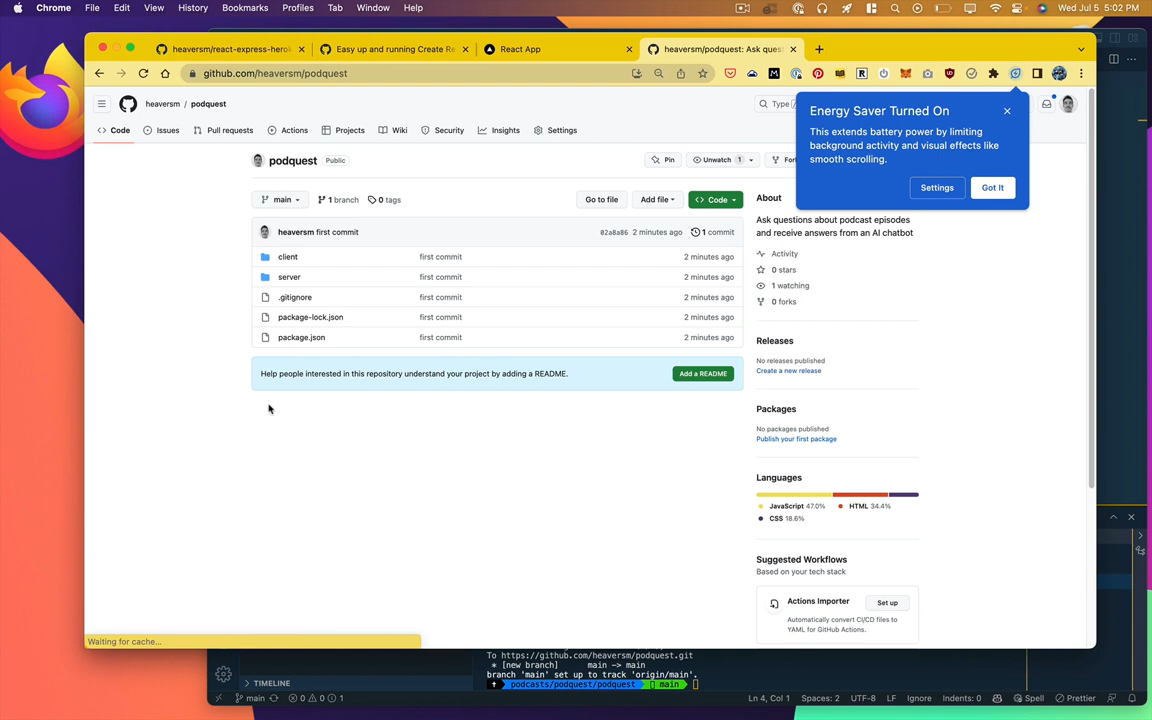 Chrome File Edit View History Bookmarks Profiles Tab Window Help Wed Jul 5 5:02 PM
heaversm/react-express-herok
Easy up and running Create Re
React App
heaversm/podquest: Ask ques
github.com/heaversm/podquest
heaversm / podquest
Type /
Code Issues Pull requests Actions Projects Wiki Security Insights Settings
Energy Saver Turned On
This extends battery power by limiting
background activity and visual effects like
smooth scrolling.
Settings Got It
podquest Public
Pin Unwatch 1 Fork
main 1 branch 0 tags
Go to file Add file Code
heaversm first commit 02a8a86 2 minutes ago 1 commit
client first commit 2 minutes ago
server first commit 2 minutes ago
.gitignore first commit 2 minutes ago
package-lock.json first commit 2 minutes ago
package.json first commit 2 minutes ago
Help people interested in this repository understand your project by adding a README. Add a README
About
Ask questions about podcast episodes
and receive answers from an AI chatbot
Activity
0 stars
1 watching
0 forks
Releases
No releases published
Create a new release
Packages
No packages published
Publish your first package
Languages
JavaScript 47.0% HTML 34.4%
CSS 18.6%
Suggested Workflows
Based on your tech stack
Actions Importer Set up
Automatically convert CI/CD files to
YAML for GitHub Actions.
Waiting for cache...
To https://github.com/heaversm/podquest.git
* [new branch] main -> main
branch 'main' set up to track 'origin/main'.
podcasts/podquest/podquest main
TIMELINE
main 0 0 1 Ln 4, Col 1 Spaces: 2 UTF-8 LF Ignore Indents: 0 Spell Prettier